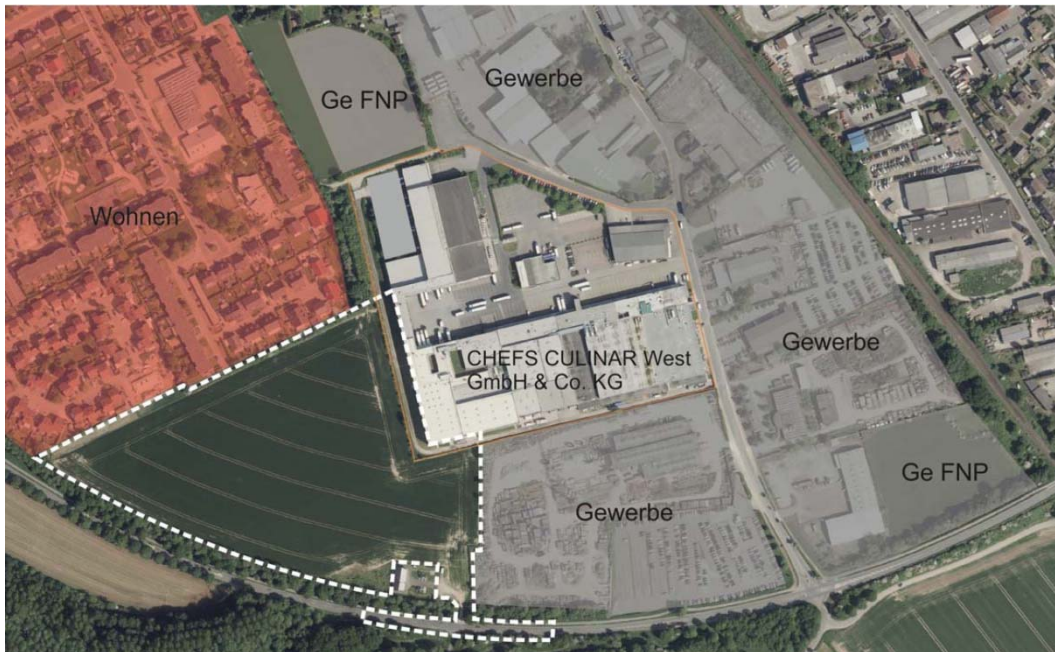 Gewerbe
Ge FNP
Wohnen
Gewerbe
CHEFS CULINAR West
GmbH & Co. KG
Ge FNP
Gewerbe